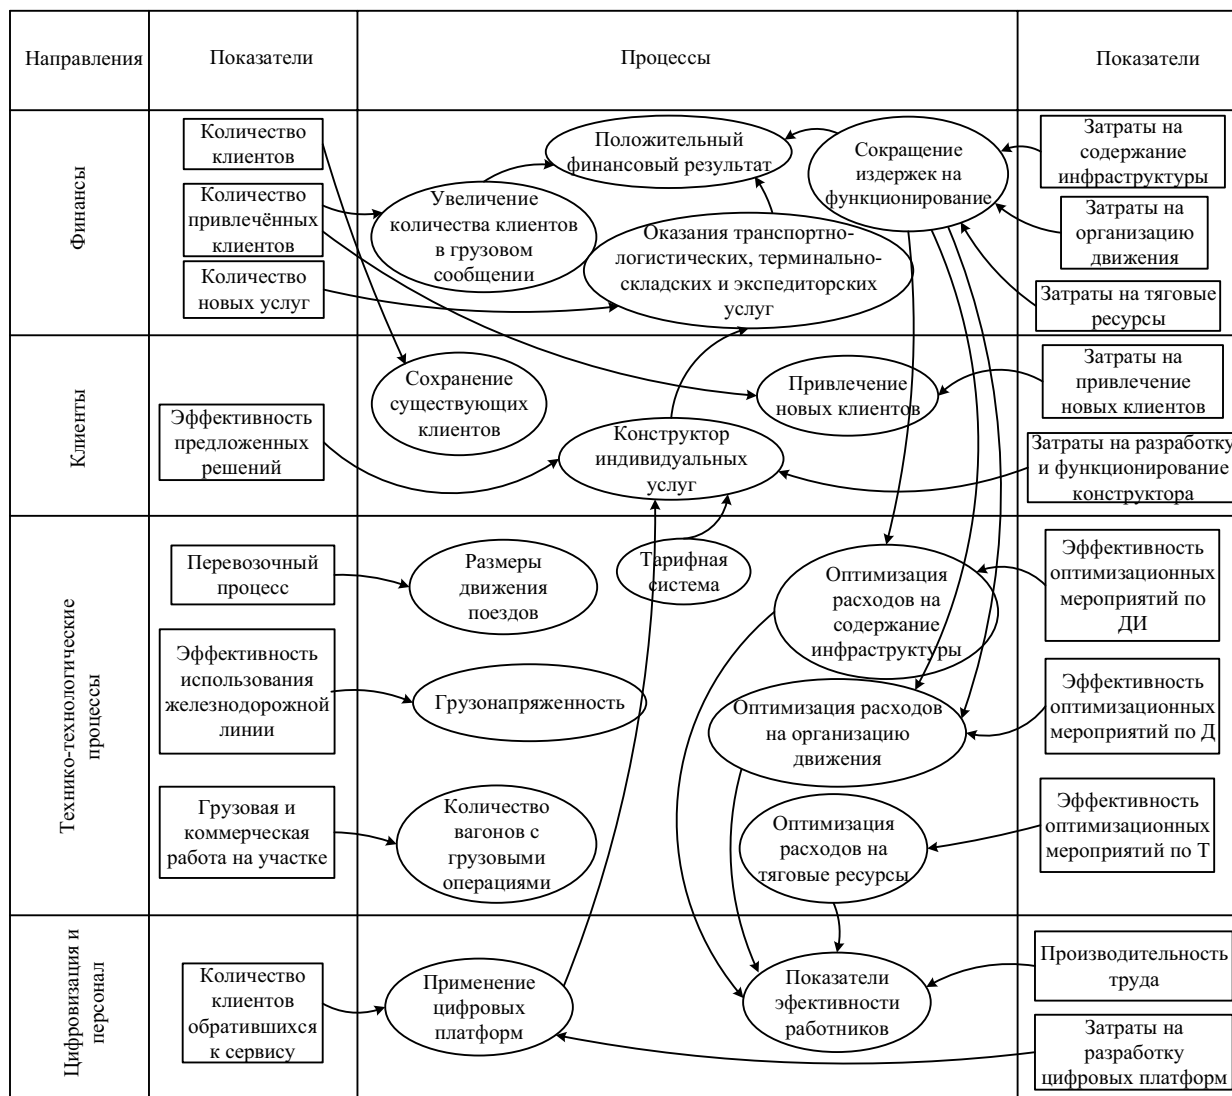 Направления
Показатели
Процессы
Показатели
Финансы
Количество
клиентов
Количество
привлечённых
клиентов
Количество
новых услуг
Положительный
финансовый результат
Увеличение
количества клиентов
в грузовом
сообщении
Оказания транспортно-
логистических, терминально-
складских и экспедиторских
услуг
Сокращение
издержек на
функционирование
Затраты на
содержание
инфраструктуры
Затраты на
организацию
движения
Затраты на тяговые
ресурсы
Клиенты
Эффективность
предложенных
решений
Сохранение
существующих
клиентов
Конструктор
индивидуальных
услуг
Привлечение
новых клиентов
Затраты на
привлечение
новых клиентов
Затраты на разработку
и функционирование
конструктора
Технико-технологические
процессы
Перевозочный
процесс
Эффективность
использования
железнодорожной
линии
Грузовая и
коммерческая
работа на участке
Размеры
движения
поездов
Тарифная
система
Грузонапряженность
Количество
вагонов с
грузовыми
операциями
Оптимизация
расходов на
содержание
инфраструктуры
Оптимизация расходов
на организацию
движения
Оптимизация
расходов на
тяговые ресурсы
Эффективность
оптимизационных
мероприятий по
ДИ
Эффективность
оптимизационных
мероприятий по Д
Эффективность
оптимизационных
мероприятий по Т
Цифровизация и
персонал
Количество
клиентов
обратившихся
к сервису
Применение
цифровых
платформ
Показатели
эфективности
работников
Производительность
труда
Затраты на
разработку
цифровых платформ